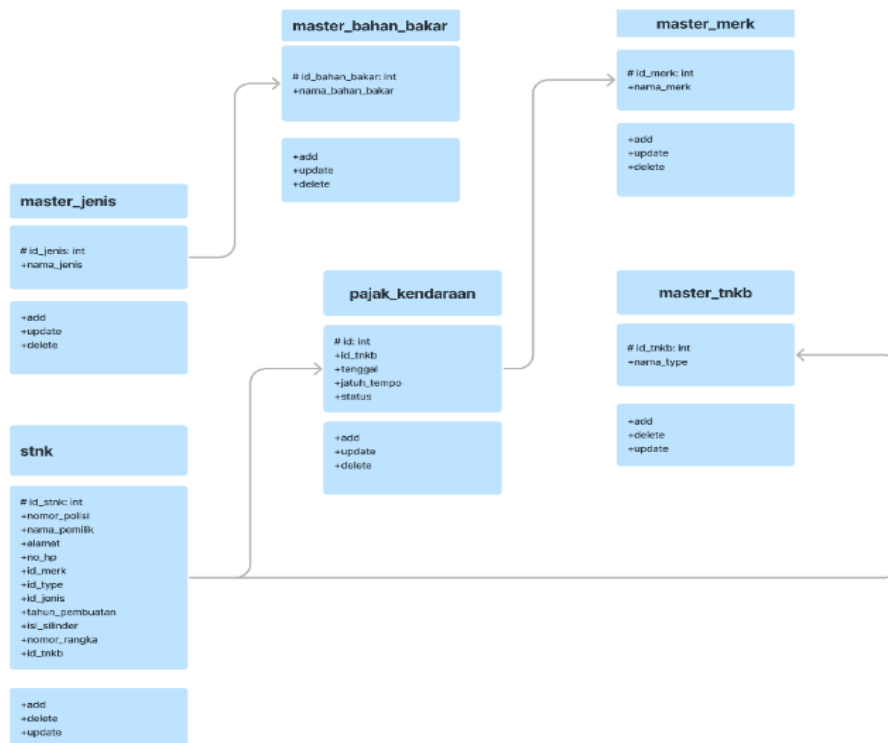 master_bahan_bakar
# id_bahan_bakar: int
+nama_bahan_bakar
+add
+update
+delete
master_merk
# id_merk: int
+nama_merk
+add
+update
+delete
master_jenis
# id_jenis: int
+nama_jenis
+add
+update
+delete
pajak_kendaraan
# id: int
+id_tnkb
+tanggal
+jatuh_tempo
+status
+add
+update
+delete
master_tnkb
# id_tnkb: int
+nama_type
+add
+delete
+update
stnk
# id_stnk: int
+nomor_polisi
+nama_pemilik
+alamat
+no_hp
+id_merk
+id_type
+id_jenis
+tahun_pembuatan
+isi_silinder
+nomor_rangka
+id_tnkb
+add
+delete
+update